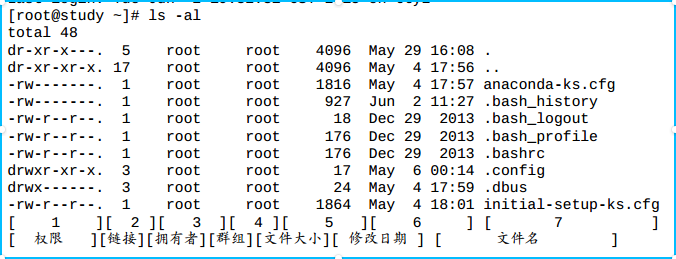 [root@study ~]# ls -al
total 48
dr-xr-x---. 5 root root 4096 May 29 16:08 .
dr-xr-xr-x. 17 root root 4096 May 4 17:56 ..
-rw-------. 1 root root 1816 May 4 17:57 anaconda-ks.cfg
-rw-------. 1 root root 927 Jun 2 11:27 .bash_history
-rw-r--r--. 1 root root 18 Dec 29 2013 .bash_logout
-rw-r--r--. 1 root root 176 Dec 29 2013 .bash_profile
-rw-r--r--. 1 root root 176 Dec 29 2013 .bashrc
drwxr-xr-x. 3 root root 17 May 6 00:14 .config
drwx------. 3 root root 24 May 4 17:59 .dbus
-rw-r--r--. 1 root root 1864 May 4 18:01 initial-setup-ks.cfg
[ 1 ][ 2 ][ 3 ][ 4 ][ 5 ][ 6 ] [ 7 ]
[ 权限 ][链接][拥有者][群组][文件大小][ 修改日期 ] [ 文件名 ]